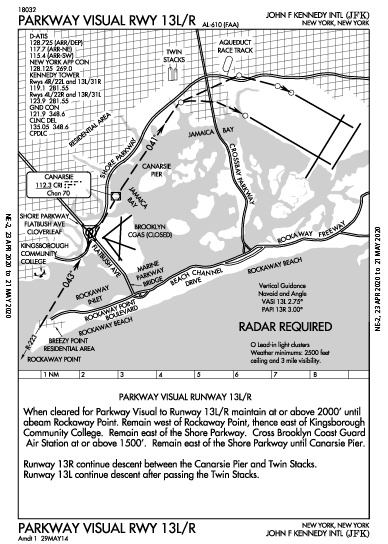 18032
PARKWAY VISUAL RWY 13L/R
AL-610 (FAA)
NEW YORK, NEW YORK
JOHN F KENNEDY INTL (JFK)
D-ATIS
128.725 (ARR/DEP)
117.7 (ARR-NE)
115.4 (ARR-SW)
NEW YORK APP CON
128.125 269.0
KENNEDY TOWER
Rwys 4R/22L and 13L/31R
119.1 281.55
Rwys 4L/22R and 13R/31L
123.9 281.55
GND CON
121.9 348.6
CLNC DEL
135.05 348.6
CPDLC
TWIN
STACKS
AQUEDUCT
RACE TRACK
RESIDENTIAL AREA
SHORE PARKWAY
041°
JAMAICA
BAY
CANARSIE
PIER
CROSSBAY PARKWAY
CANARSIE
112.3 CRI
Chan 70
JAMAICA
BAY
SHORE PARKWAY
FLATBUSH AVE
CLOVERLEAF
KINGSBOROUGH
COMMUNITY
COLLEGE
BROOKLYN
CGAS (CLOSED)
FLATBUSH AVE
043°
MARINE
PARKWAY
BRIDGE
BEACH CHANNEL
DRIVE
ROCKAWAY FREEWAY
ROCKAWAY BEACH
ROCKAWAY
INLET
ROCKAWAY POINT
BOULEVARD
ROCKAWAY BEACH
R-223
BREEZY POINT
RESIDENTIAL AREA
ROCKAWAY POINT
Vertical Guidance
Navaid and Angle
VASI 13L 2.75°
PAPI 13R 3.00°
RADAR REQUIRED
O Lead-in light clusters
Weather minimums: 2500 feet
ceiling and 3 mile visibility.
1 NM 2 3 4 5 6 7 8
NE-2, 23 APR 2020 to 21 MAY 2020
NE-2, 23 APR 2020 to 21 MAY 2020
PARKWAY VISUAL RUNWAY 13L/R
When cleared for Parkway Visual to Runway 13L/R maintain at or above 2000' until
abeam Rockaway Point. Remain west of Rockaway Point, thence east of Kingsborough
Community College. Remain east of the Shore Parkway. Cross Brooklyn Coast Guard
Air Station at or above 1500'. Remain east of the Shore Parkway until Canarsie Pier.
Runway 13R continue descent between the Canarsie Pier and Twin Stacks.
Runway 13L continue descent after passing the Twin Stacks.
PARKWAY VISUAL RWY 13L/R
Amdt 1 29MAY14
NEW YORK, NEW YORK
JOHN F KENNEDY INTL (JFK)